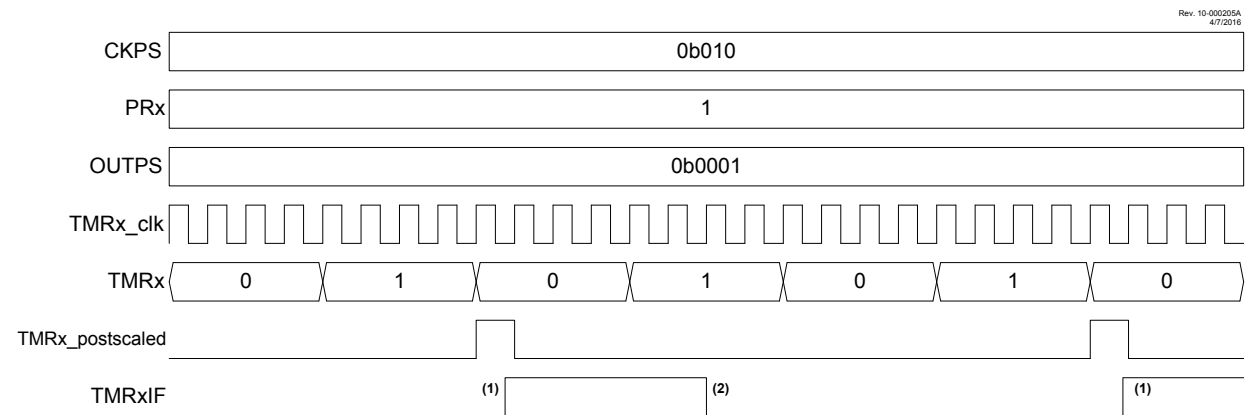 Rev. 10-000205A
4/7/2016
CKPS 0b010
PRx 1
OUTPS 0b0001
TMRx_clk
TMRx 0 1 0 1 0 1 0
TMRx_postscaled
TMRxIF (1) (2) (1)